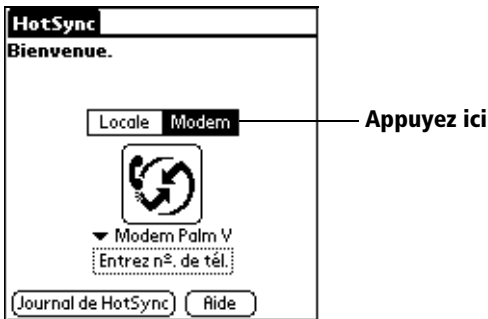 HotSync
Bienvenue.
Locale Modem
Appuyez ici
Modem Palm V
Entrez nº. de tél.
Journal de HotSync Aide